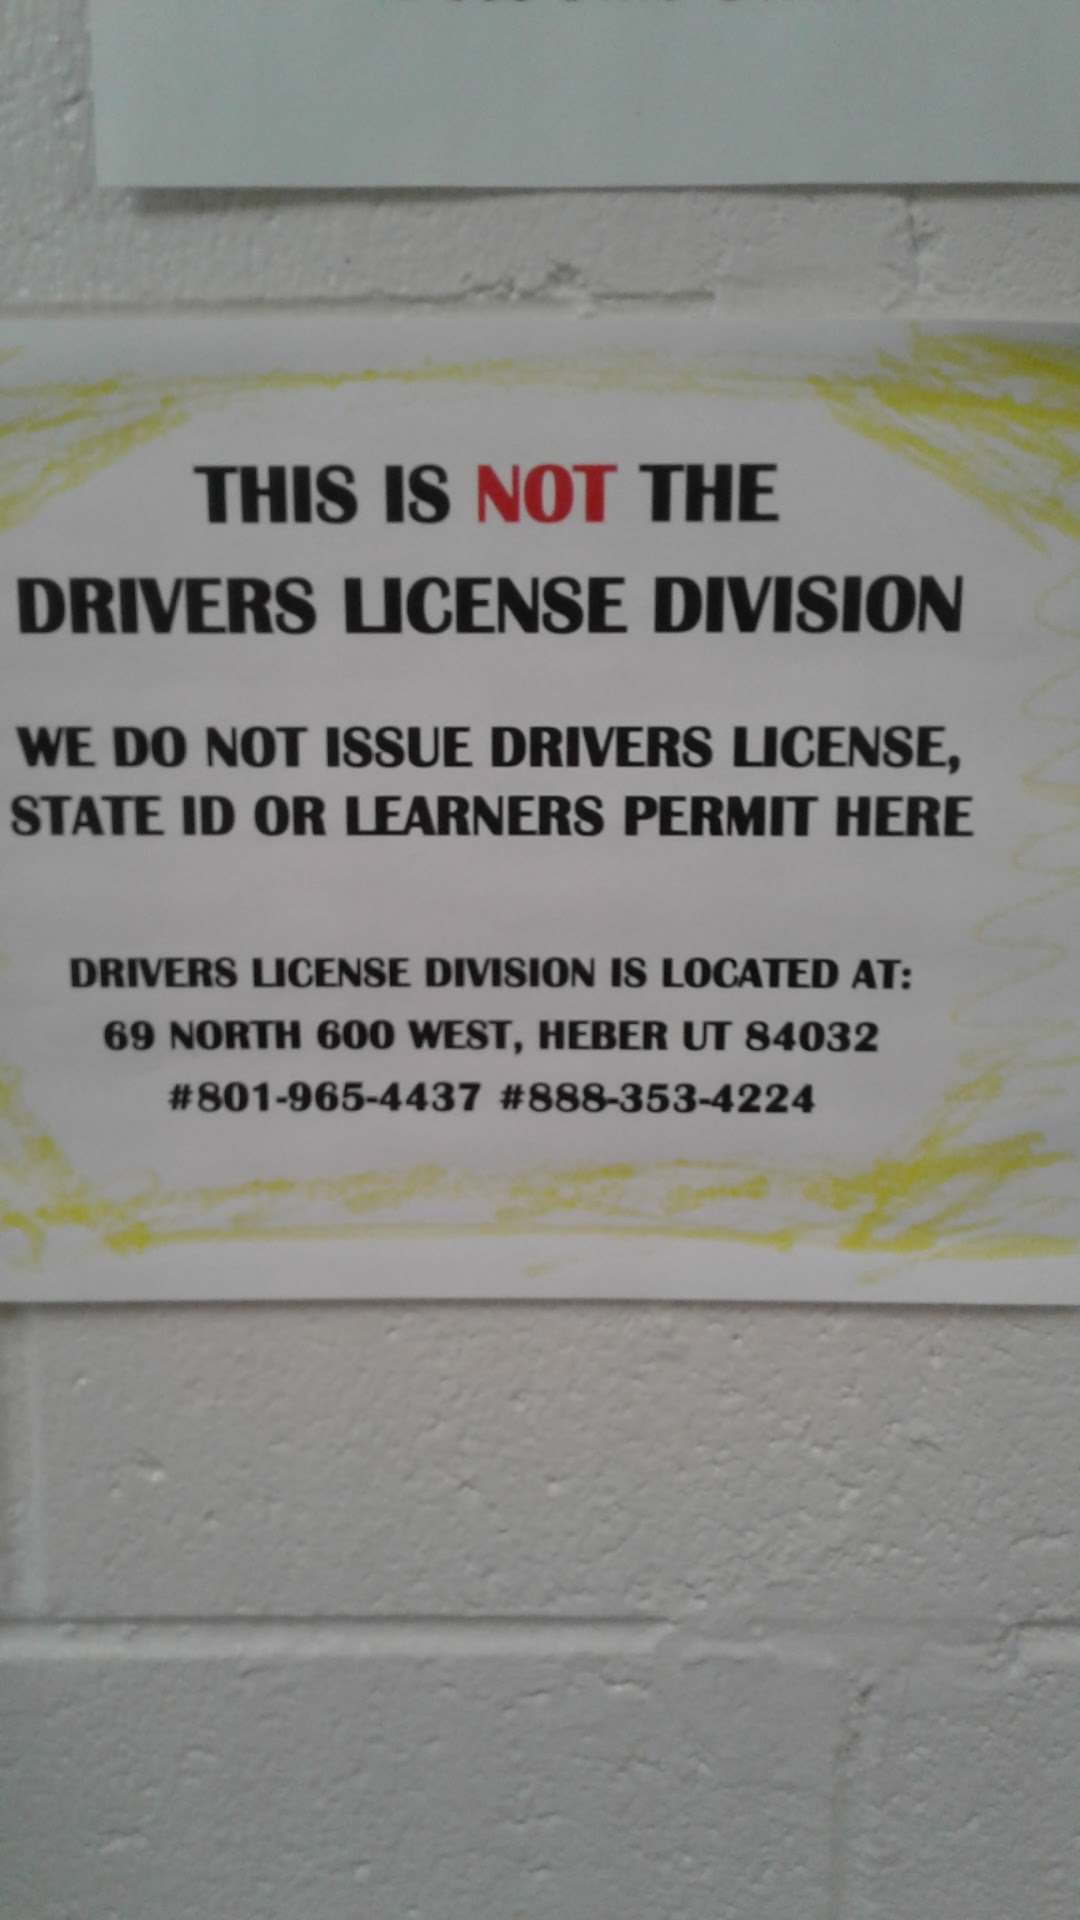 THIS IS NOT THE
DRIVERS LICENSE DIVISION
WE DO NOT ISSUE DRIVERS LICENSE,
STATE ID OR LEARNERS PERMIT HERE
DRIVERS LICENSE DIVISION IS LOCATED AT:
69 NORTH 600 WEST, HEBER UT 84032
#801-965-4437 #888-353-4224